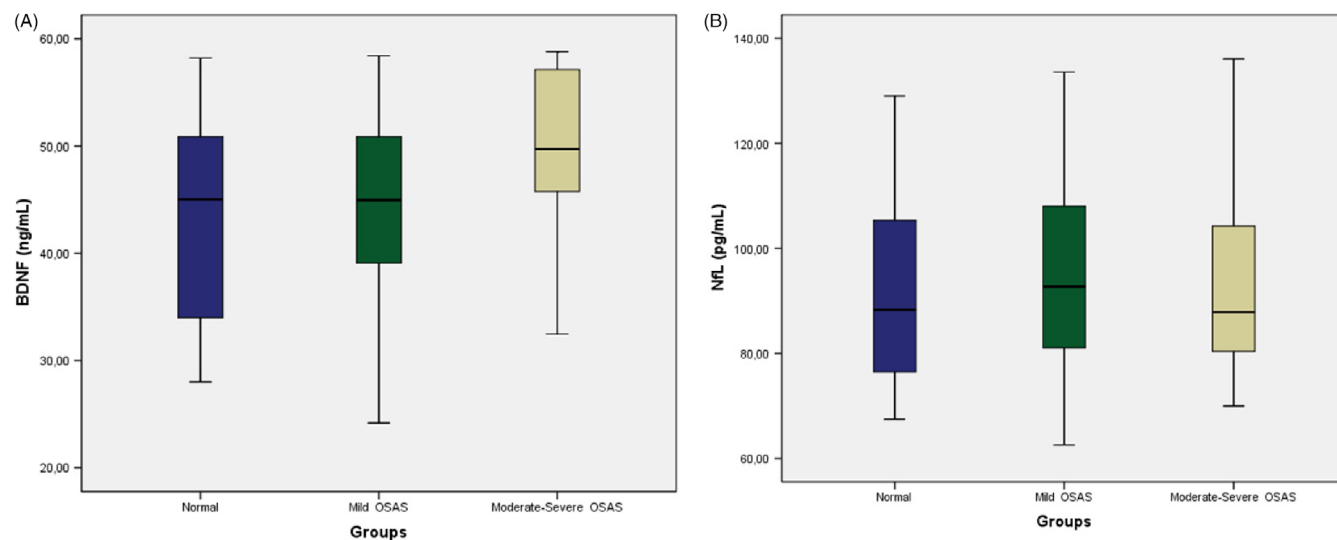 (A)
60,00
50,00
40,00
30,00
20,00
BDNF (ng/mL)
Normal
Mild OSAS
Moderate-Severe OSAS
Groups
(B)
140,00
120,00
100,00
80,00
60,00
NfL (pg/mL)
Normal
Mild OSAS
Moderate-Severe OSAS
Groups